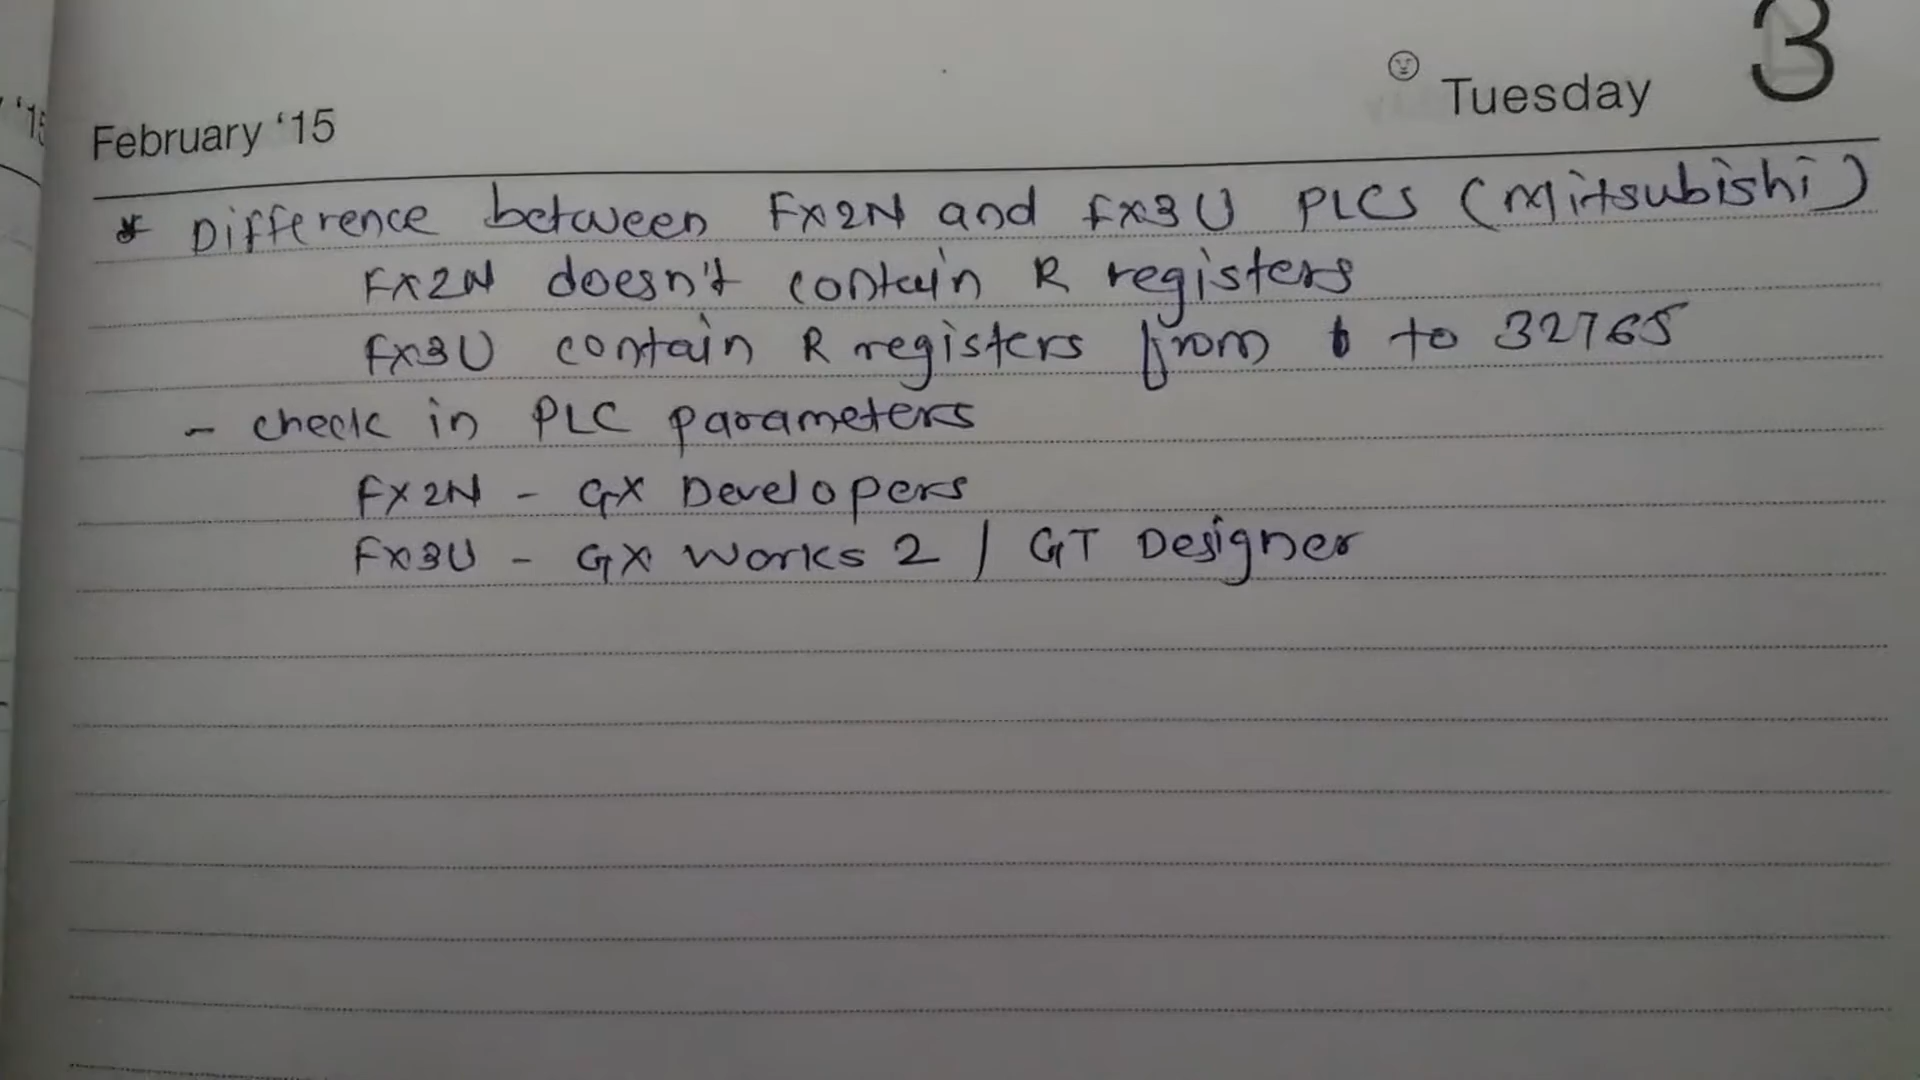 February '15
Tuesday 3
* Difference between FX2N and FX3U PLCS (Mitsubishi)
FX2N doesn't contain R registers
FX3U contain R registers from to 32765
- check in PLC parameters
FX2N - GX Developers
FX3U - GX Works 2 / GT Designer